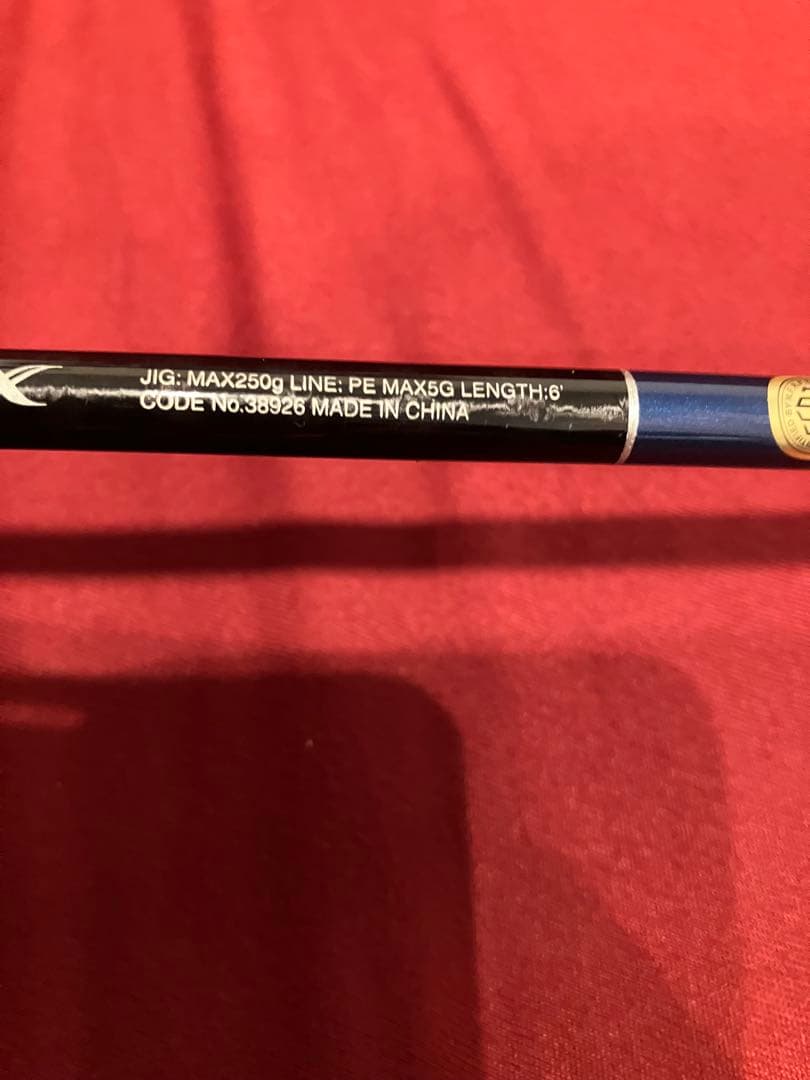 JIG: MAX250g LINE: PE MAX5G LENGTH:6'
CODE No.38926 MADE IN CHINA